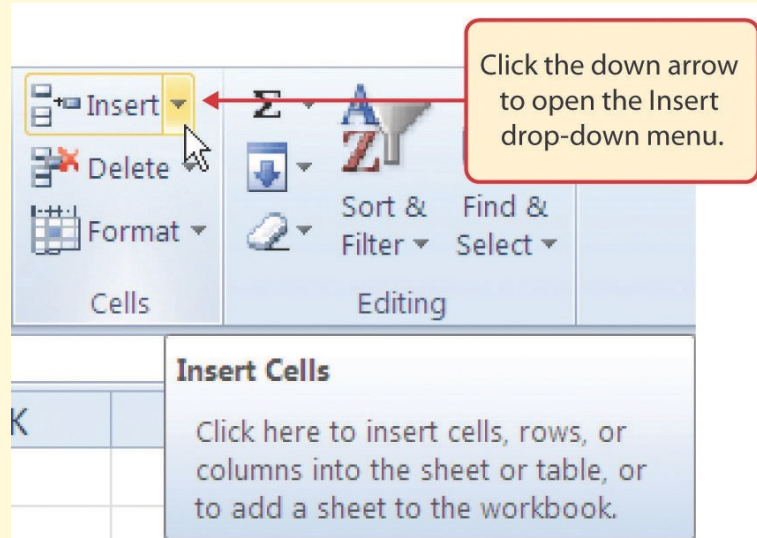 Click the down arrow
to open the Insert
drop-down menu.
Insert
Delete
Format
Cells
Σ
A
Z
Sort &
Filter
Find &
Select
Editing
Insert Cells
Click here to insert cells, rows, or
columns into the sheet or table, or
to add a sheet to the workbook.
K